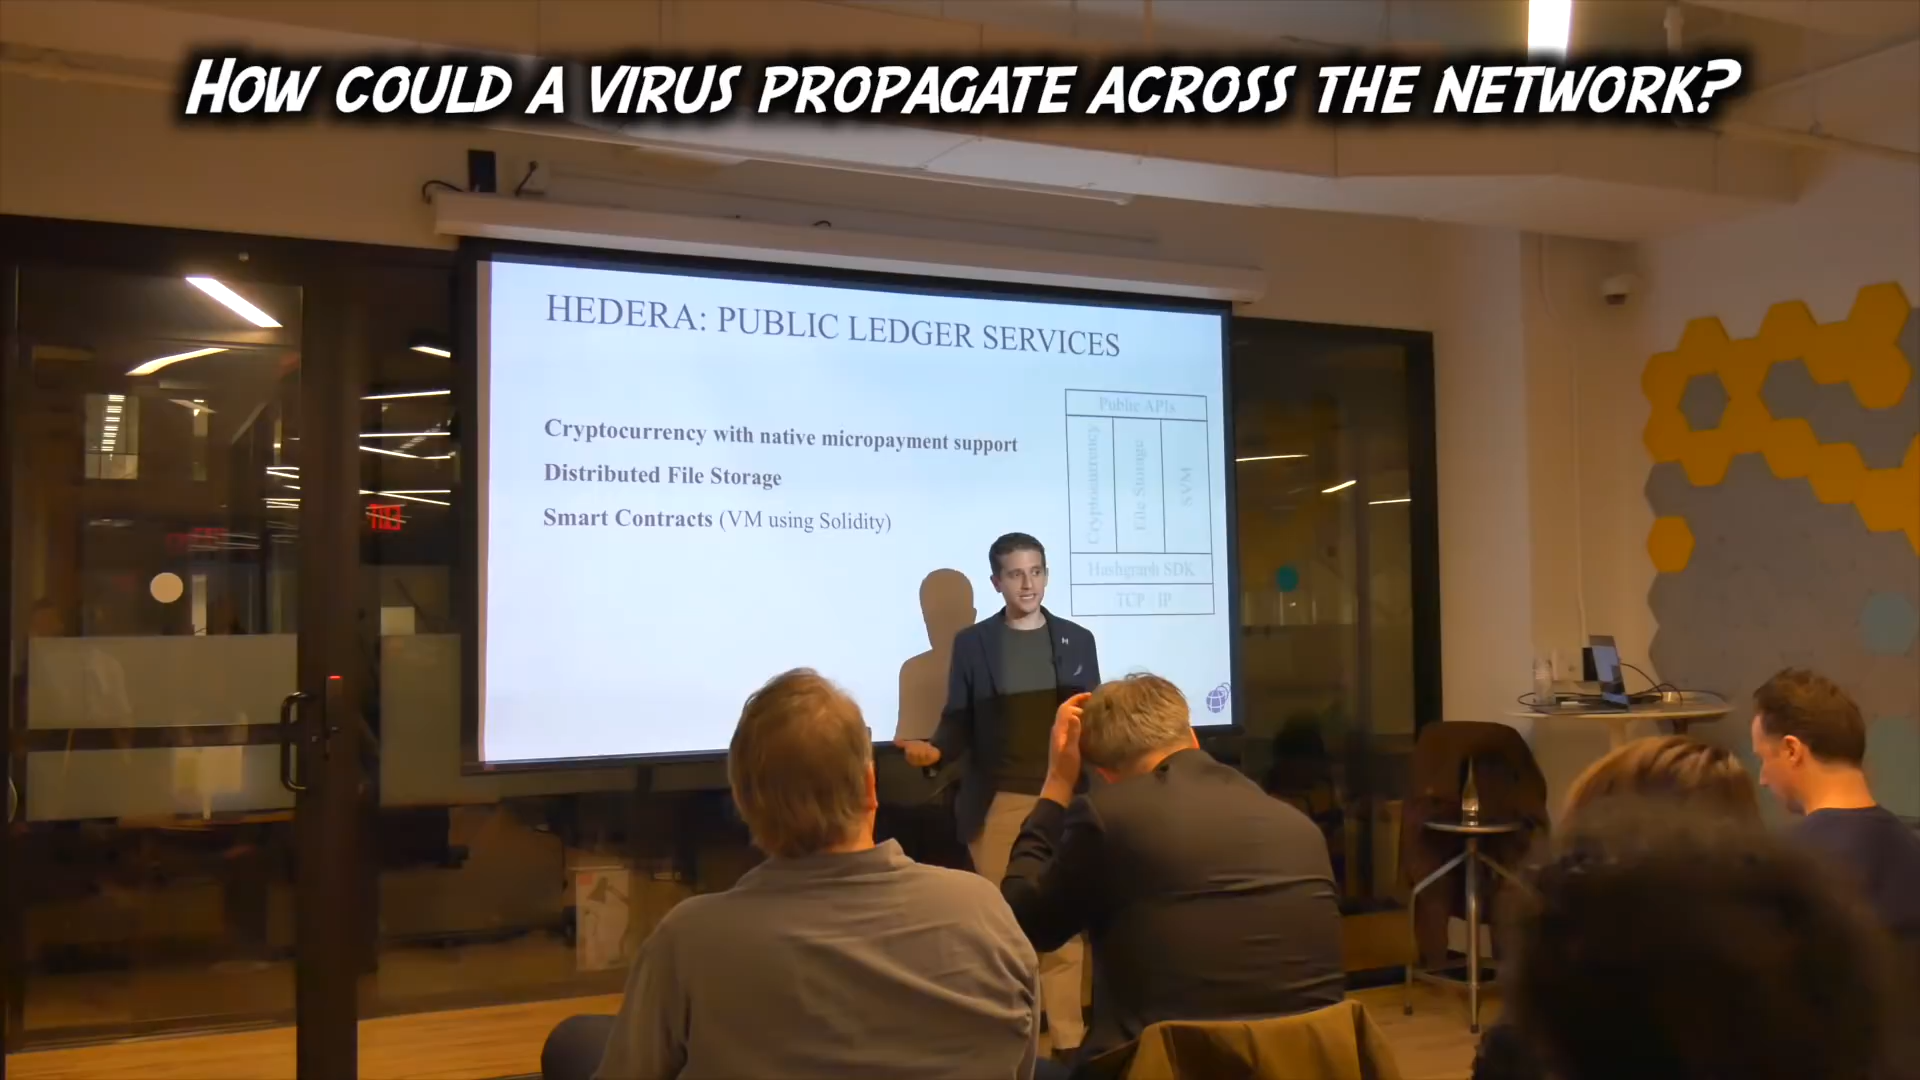 HOW COULD A VIRUS PROPAGATE ACROSS THE NETWORK?
HEDERA: PUBLIC LEDGER SERVICES
Cryptocurrency with native micropayment support
Distributed File Storage
Smart Contracts (VM using Solidity)
Public APIs
Cryptocurrency
File Storage
SVM
Hashgraph SDK
TCP / IP
EXIT